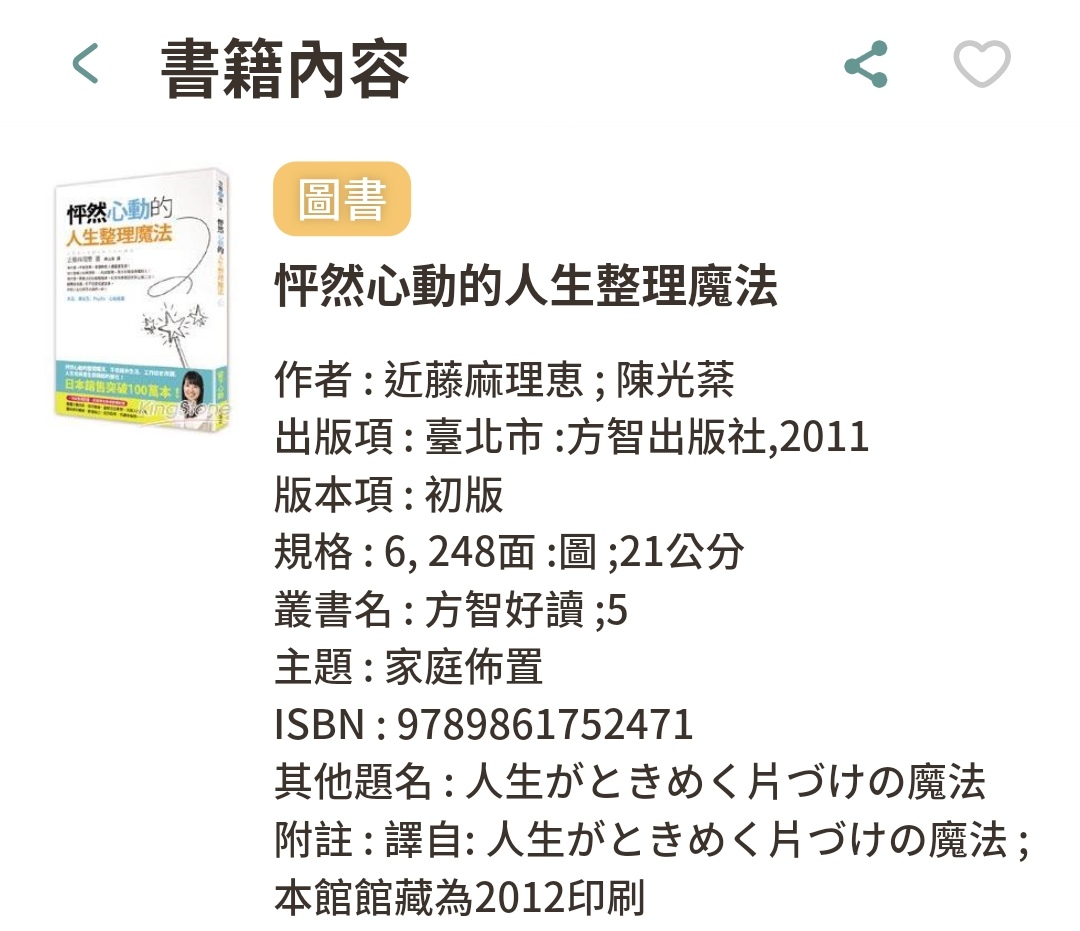 書籍內容
圖書
怦然心動的
人生整理魔法
日本銷售突破100萬本！
KingStone
怦然心動的人生整理魔法
作者 : 近藤麻理恵 ; 陳光棻
出版項 : 臺北市 :方智出版社,2011
版本項 : 初版
規格 : 6, 248面 :圖 ;21公分
叢書名 : 方智好讀 ;5
主題 : 家庭佈置
ISBN : 9789861752471
其他題名 : 人生がときめく片づけの魔法
附註 : 譯自: 人生がときめく片づけの魔法 ;
本館館藏為2012印刷